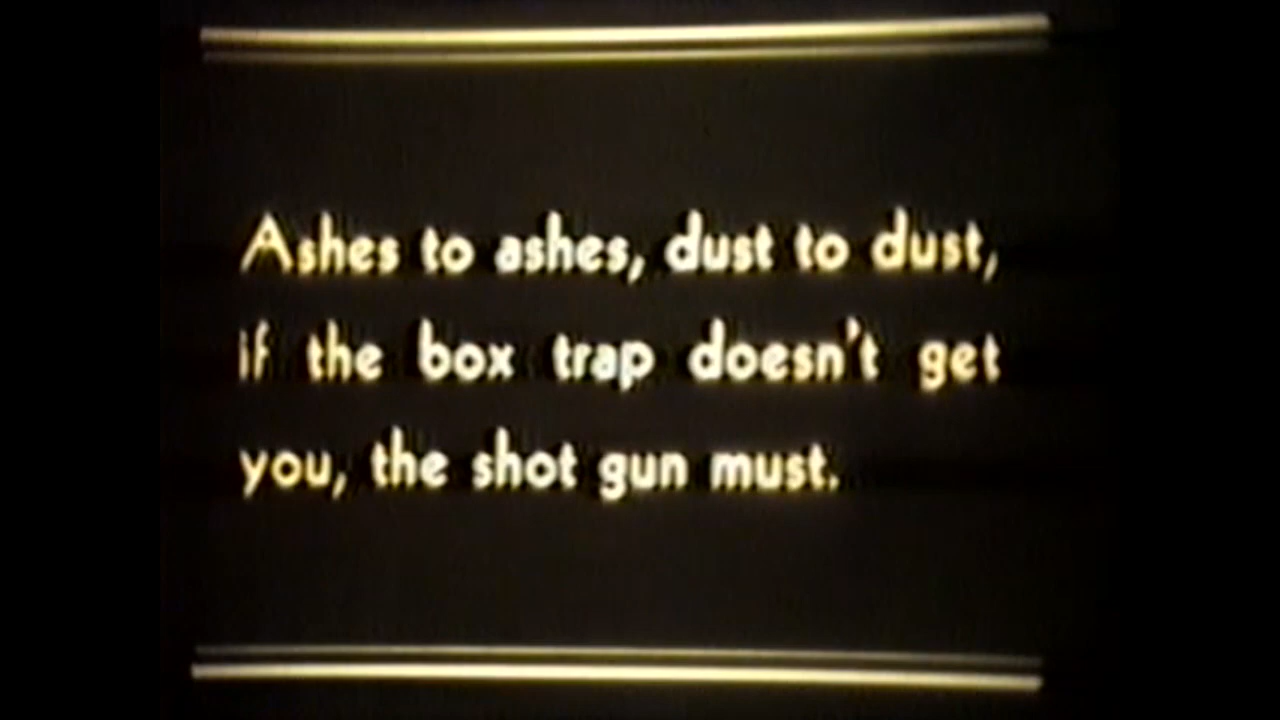 Ashes to ashes, dust to dust,
if the box trap doesn't get
you, the shot gun must.